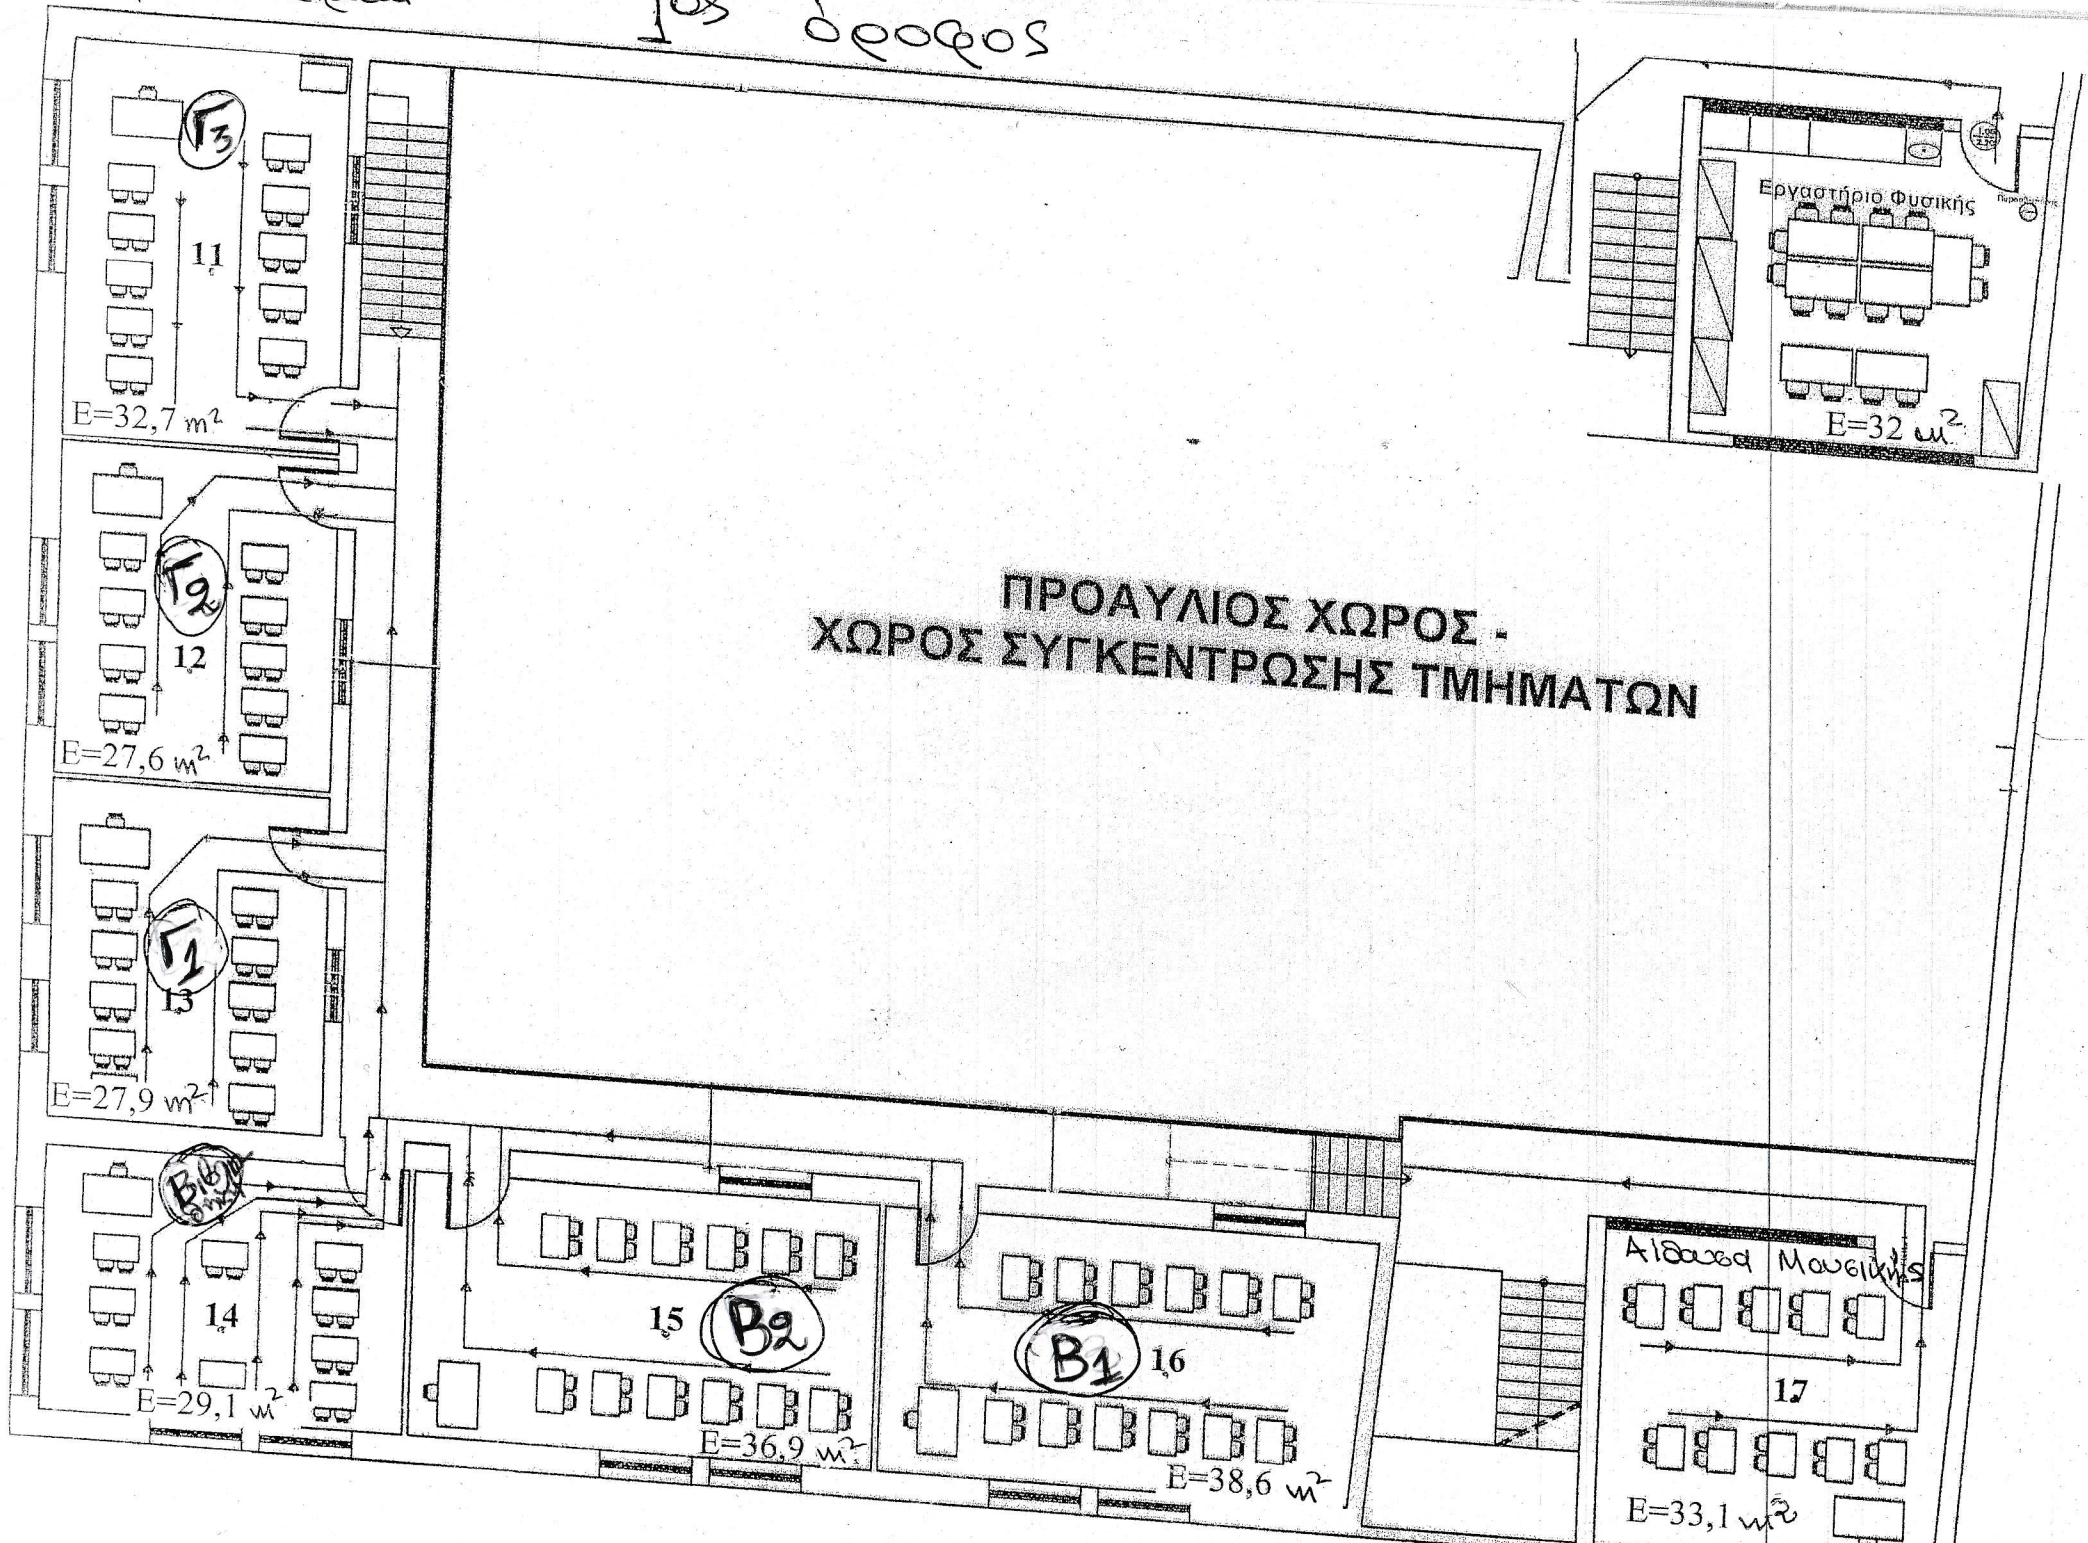 1ος όροφος
Γ3
11
E=32,7 m²
Γ2
12
E=27,6 m²
Γ1
13
E=27,9 m²
Βιβλιοθήκη
14
E=29,1 m²
15
B2
E=36,9 m²
B1
16
E=38,6 m²
Αίθουσα Μουσικής
17
E=33,1 m²
Εργαστήριο Φυσικής
E=32 m²
ΠΡΟΑΥΛΙΟΣ ΧΩΡΟΣ -
ΧΩΡΟΣ ΣΥΓΚΕΝΤΡΩΣΗΣ ΤΜΗΜΑΤΩΝ